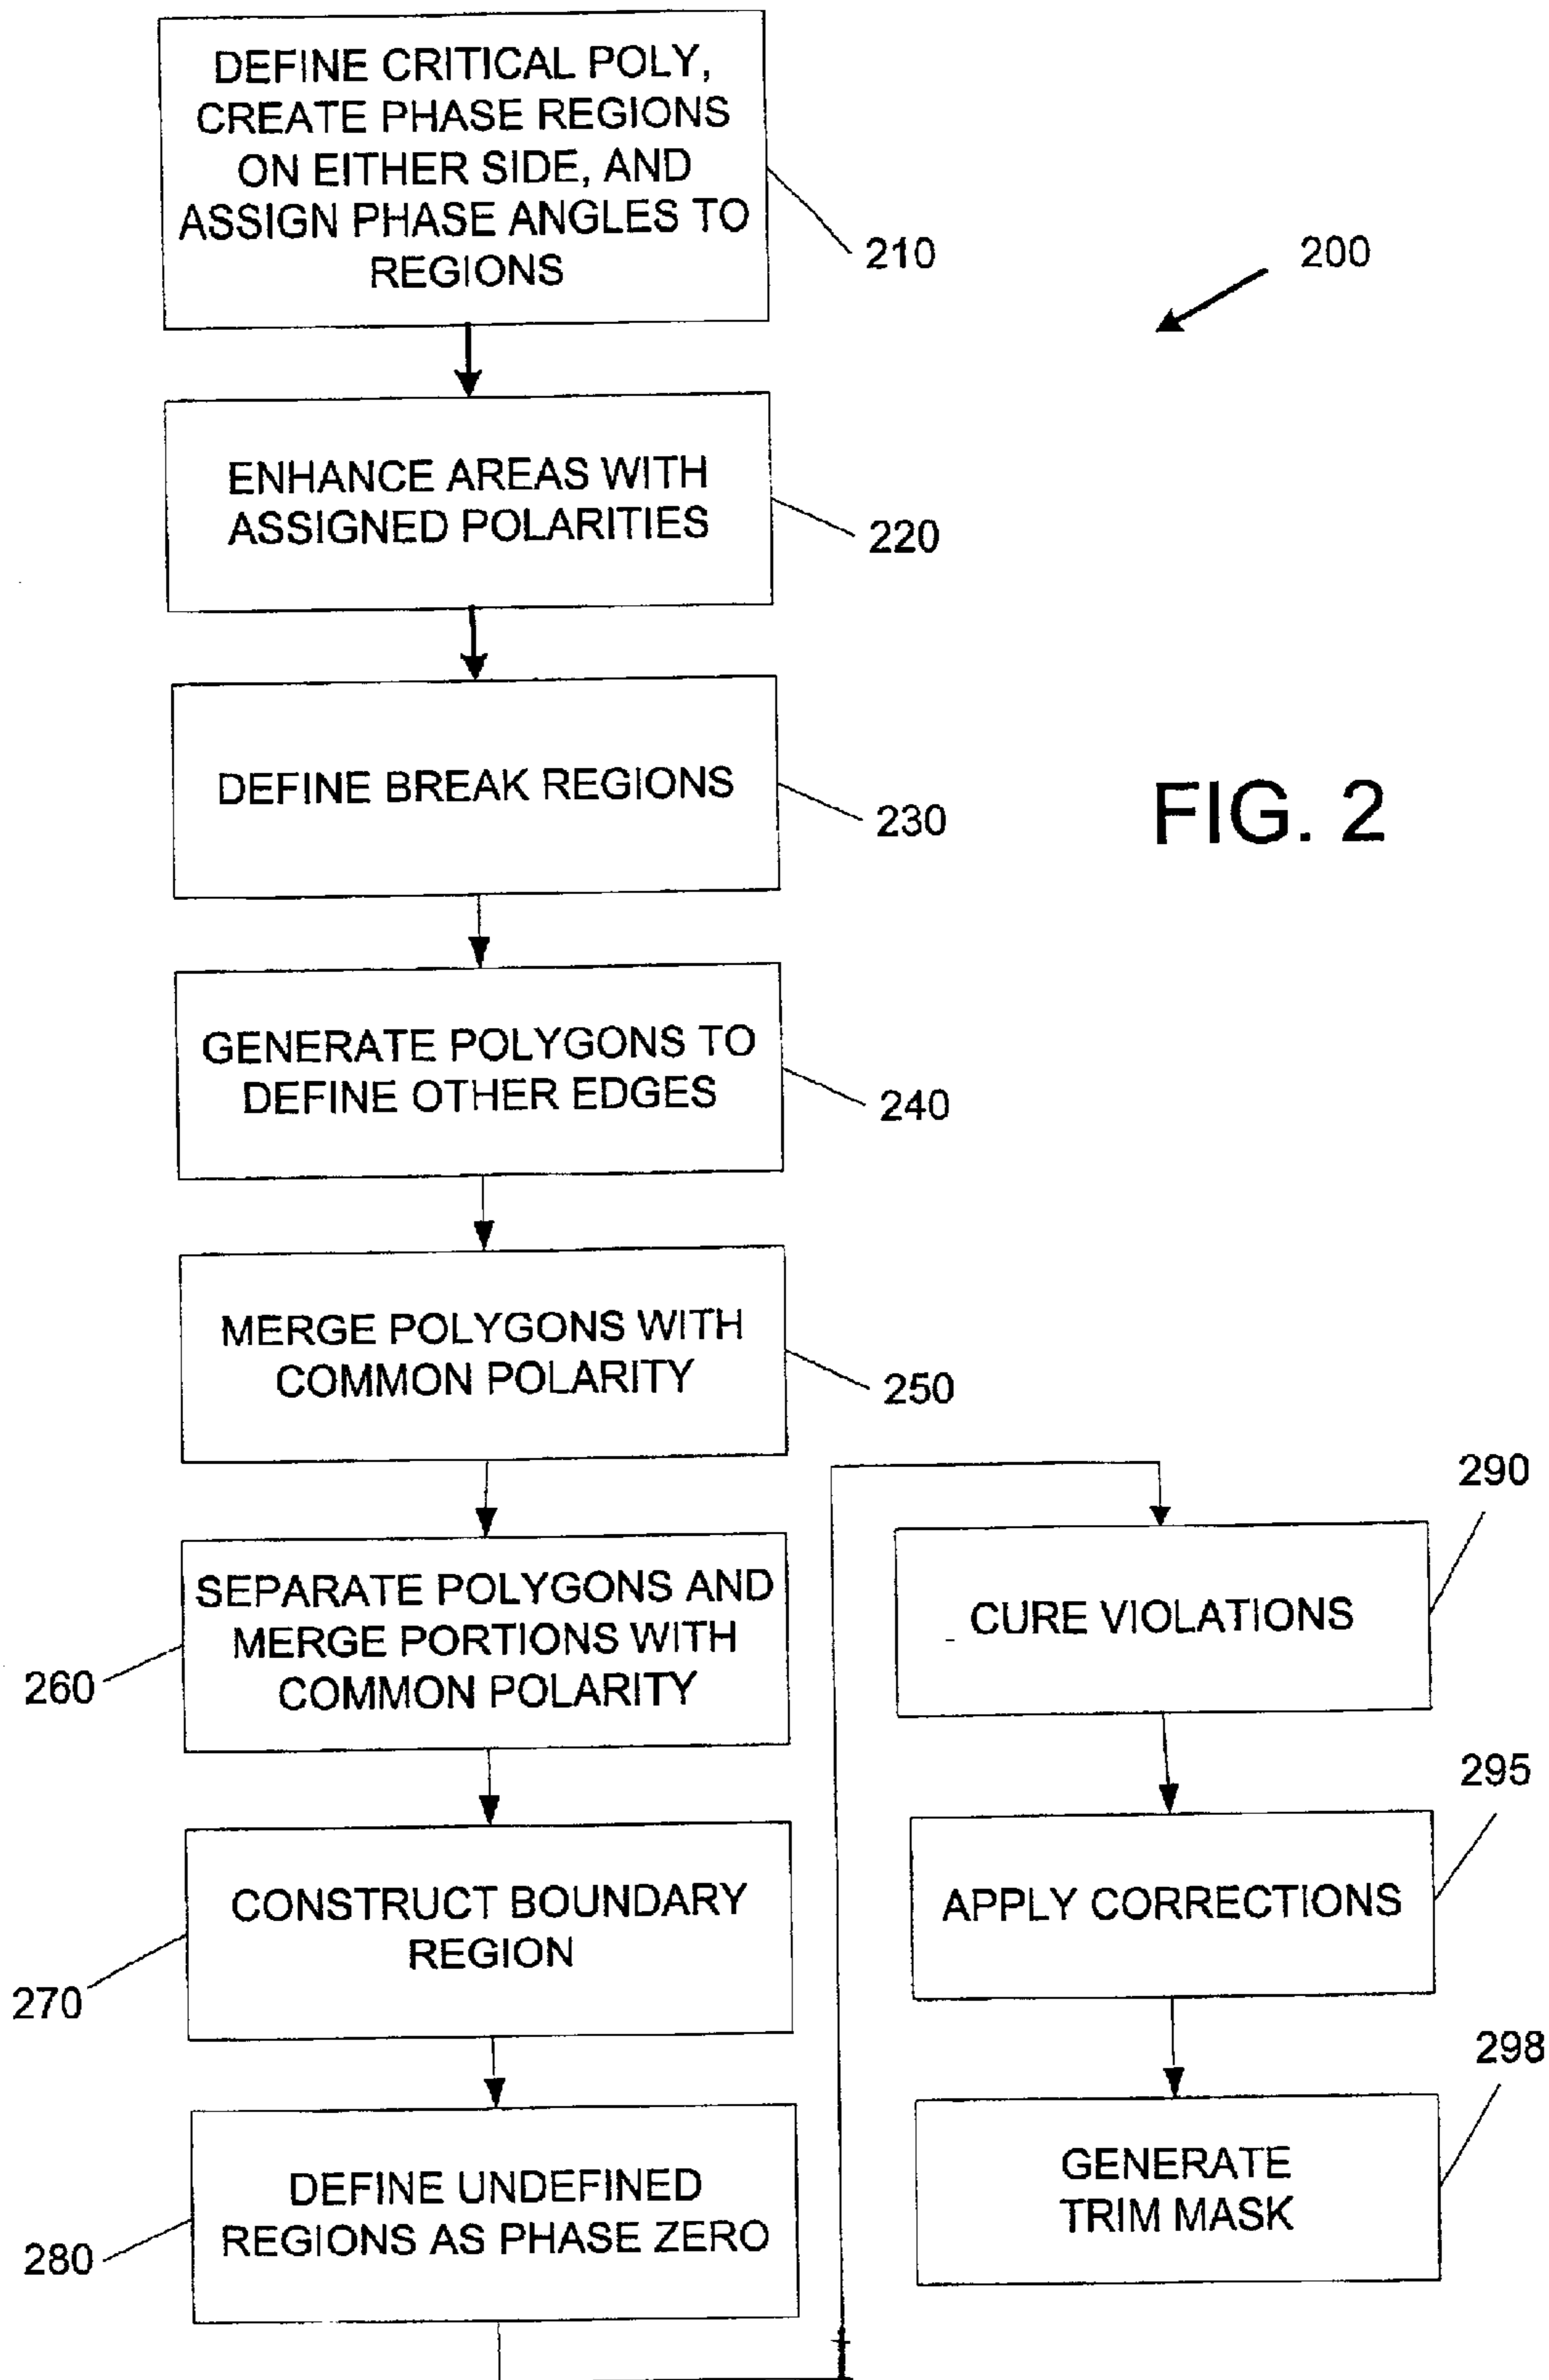 DEFINE CRITICAL POLY,
CREATE PHASE REGIONS
ON EITHER SIDE, AND
ASSIGN PHASE ANGLES TO
REGIONS
210
200
ENHANCE AREAS WITH
ASSIGNED POLARITIES
220
DEFINE BREAK REGIONS
230
FIG. 2
GENERATE POLYGONS TO
DEFINE OTHER EDGES
240
MERGE POLYGONS WITH
COMMON POLARITY
250
SEPARATE POLYGONS AND
MERGE PORTIONS WITH
COMMON POLARITY
260
CONSTRUCT BOUNDARY
REGION
270
DEFINE UNDEFINED
REGIONS AS PHASE ZERO
280
290
CURE VIOLATIONS
295
APPLY CORRECTIONS
298
GENERATE
TRIM MASK